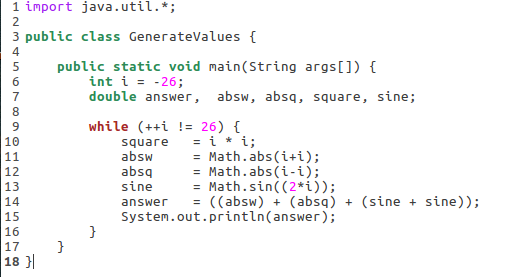 1 import java.util.*;
2
3 public class GenerateValues {
4
5     public static void main(String args[]) {
6         int i = -26;
7         double answer,  absw, absq, square, sine;
8
9         while (++i != 26) {
10             square   = i * i;
11             absw     = Math.abs(i+i);
12             absq     = Math.abs(i-i);
13             sine     = Math.sin((2*i));
14             answer   = ((absw) + (absq) + (sine + sine));
15             System.out.println(answer);
16         }
17     }
18 }